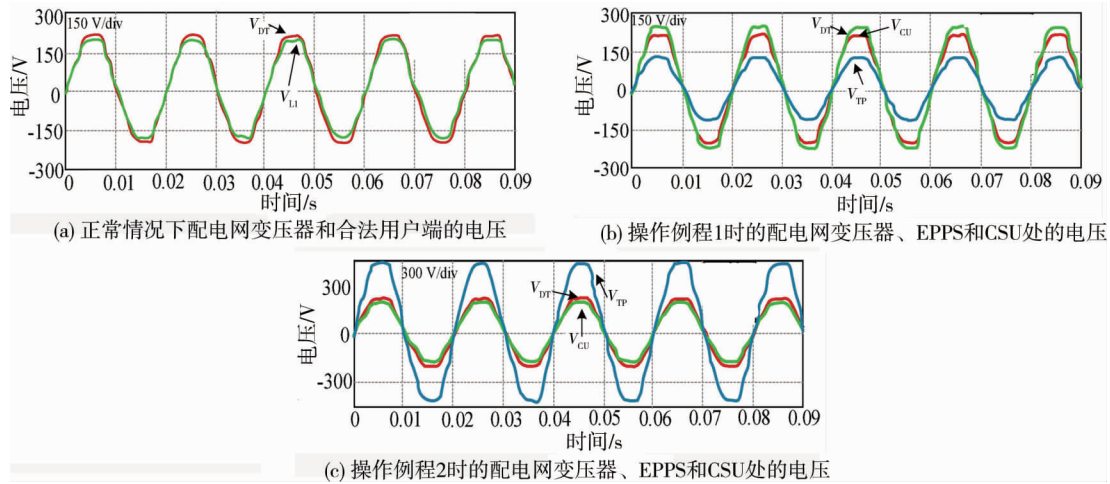 300
150 V/div
V_DT
150
电压/V
0
V_L1
-150
-300
0 0.01 0.02 0.03 0.04 0.05 0.06 0.07 0.08 0.09
时间/s
(a) 正常情况下配电网变压器和合法用户端的电压
300
150 V/div
V_DT
V_CU
150
电压/V
V_TP
0
-150
-300
0 0.01 0.02 0.03 0.04 0.05 0.06 0.07 0.08 0.09
时间/s
(b) 操作例程1时的配电网变压器、EPPS和CSU处的电压
300 V/div
300
V_DT
V_TP
电压/V
0
V_CU
-300
0 0.01 0.02 0.03 0.04 0.05 0.06 0.07 0.08 0.09
时间/s
(c) 操作例程2时的配电网变压器、EPPS和CSU处的电压